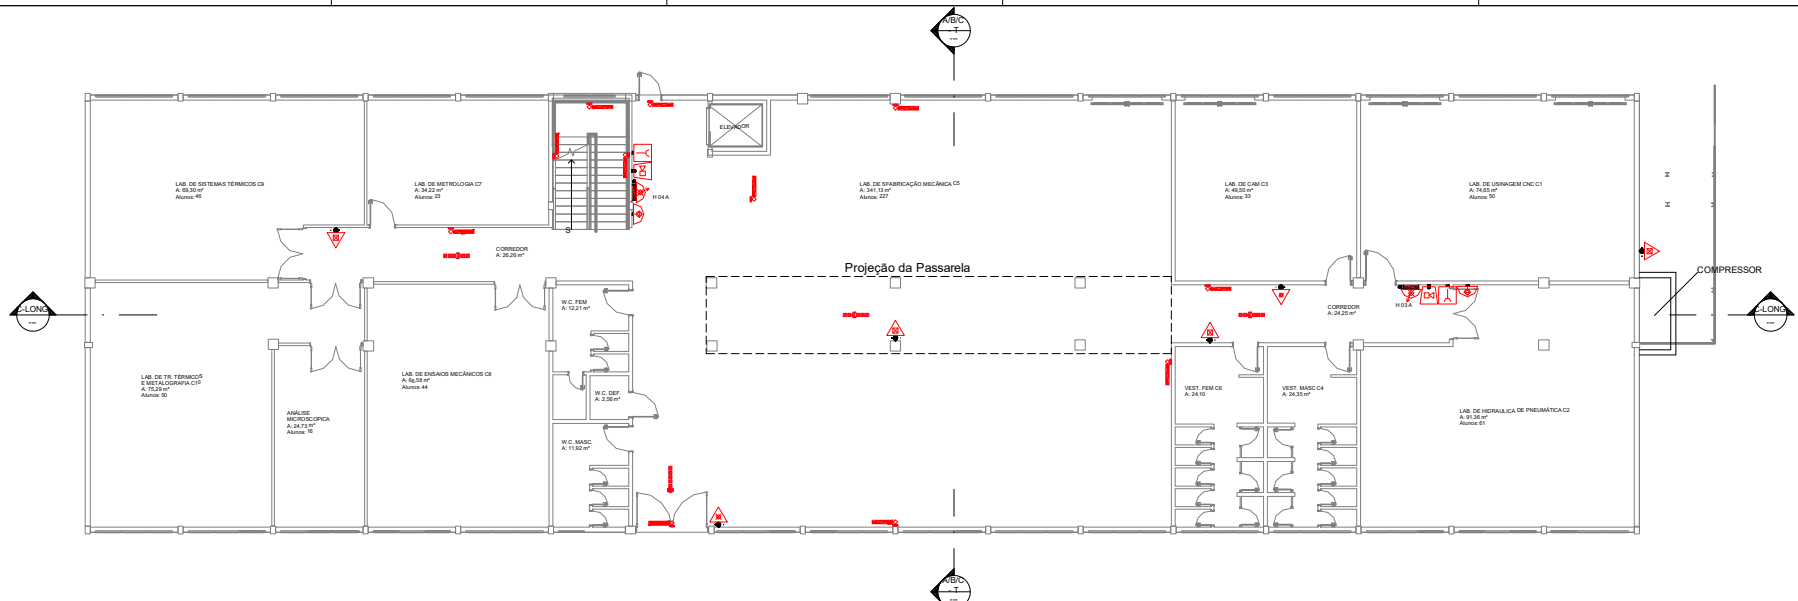 A/B/C
- T
---
ELEVADOR
LAB. DE SISTEMAS TÉRMICOS C9
A: 69,30 m²
Alunos: 46
LAB. DE METROLOGIA C7
A: 34,22 m²
Alunos: 23
LAB. DE SFABRICAÇÃO MECÂNICA C5
A: 341,13 m²
Alunos: 227
LAB. DE CAM C3
A: 49,50 m²
Alunos: 33
LAB. DE USINAGEM CNC C1
A: 74,65 m²
Alunos: 50
H 04 A
S
CORREDOR
A: 26,26 m²
Projeção da Passarela
COMPRESSOR
C-LONG
---
W.C. FEM
A: 12,21 m²
CORREDOR
A: 24,25 m²
H 03 A
C-LONG
---
LAB. DE TR. TÉRMICOS
E METALOGRAFIA C10
A: 75,29 m²
Alunos: 50
LAB. DE ENSAIOS MECÂNICOS C8
A: 66,58 m²
Alunos: 44
W.C. DEF.
A: 2,56 m²
VEST. FEM C6
A: 24,10
VEST. MASC C4
A: 24,35 m²
ANÁLISE
MICROSCOPICA
A: 24,73 m²
Alunos: 16
LAB. DE HIDRAULICA DE PNEUMÁTICA C2
A: 91,36 m²
Alunos: 61
W.C. MASC.
A: 11,92 m²
A/B/C
- T
---